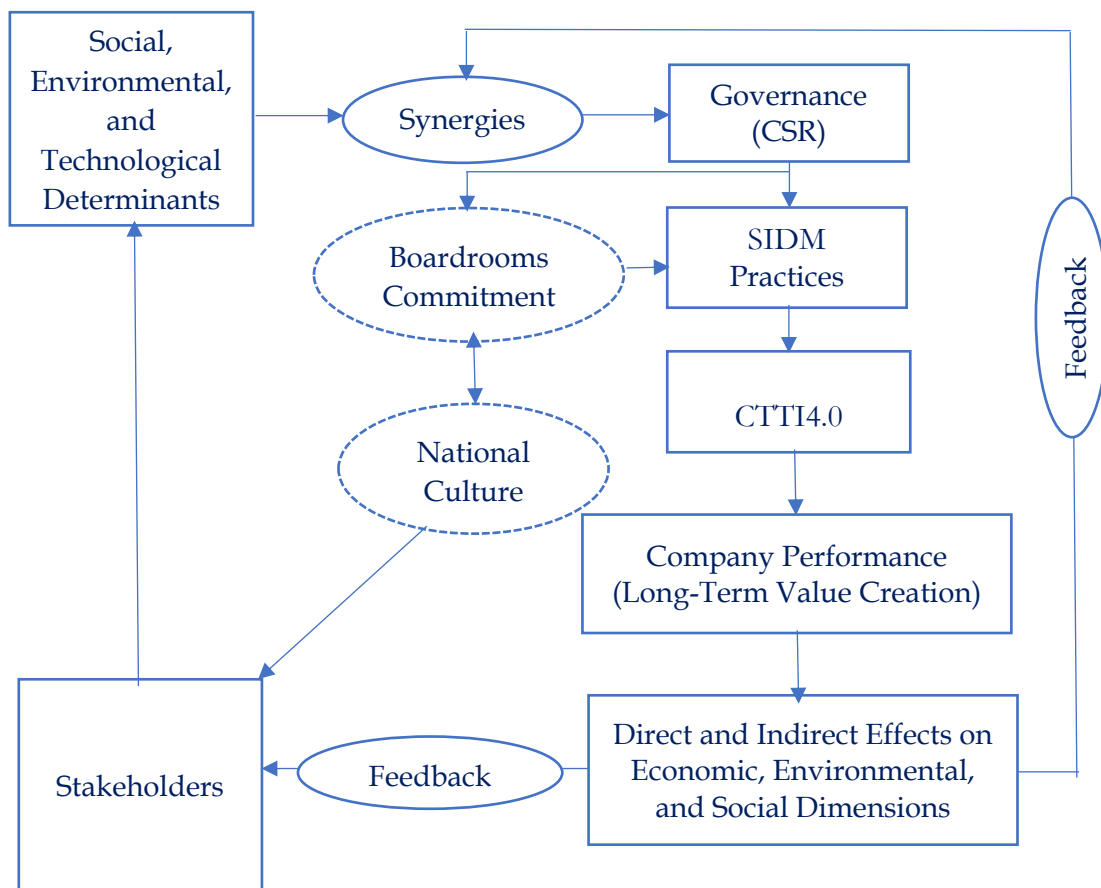 Social,
Environmental,
and
Technological
Determinants
Synergies
Governance
(CSR)
Boardrooms
Commitment
SIDM
Practices
Feedback
CTTI4.0
National
Culture
Company Performance
(Long-Term Value Creation)
Stakeholders
Feedback
Direct and Indirect Effects on
Economic, Environmental,
and Social Dimensions